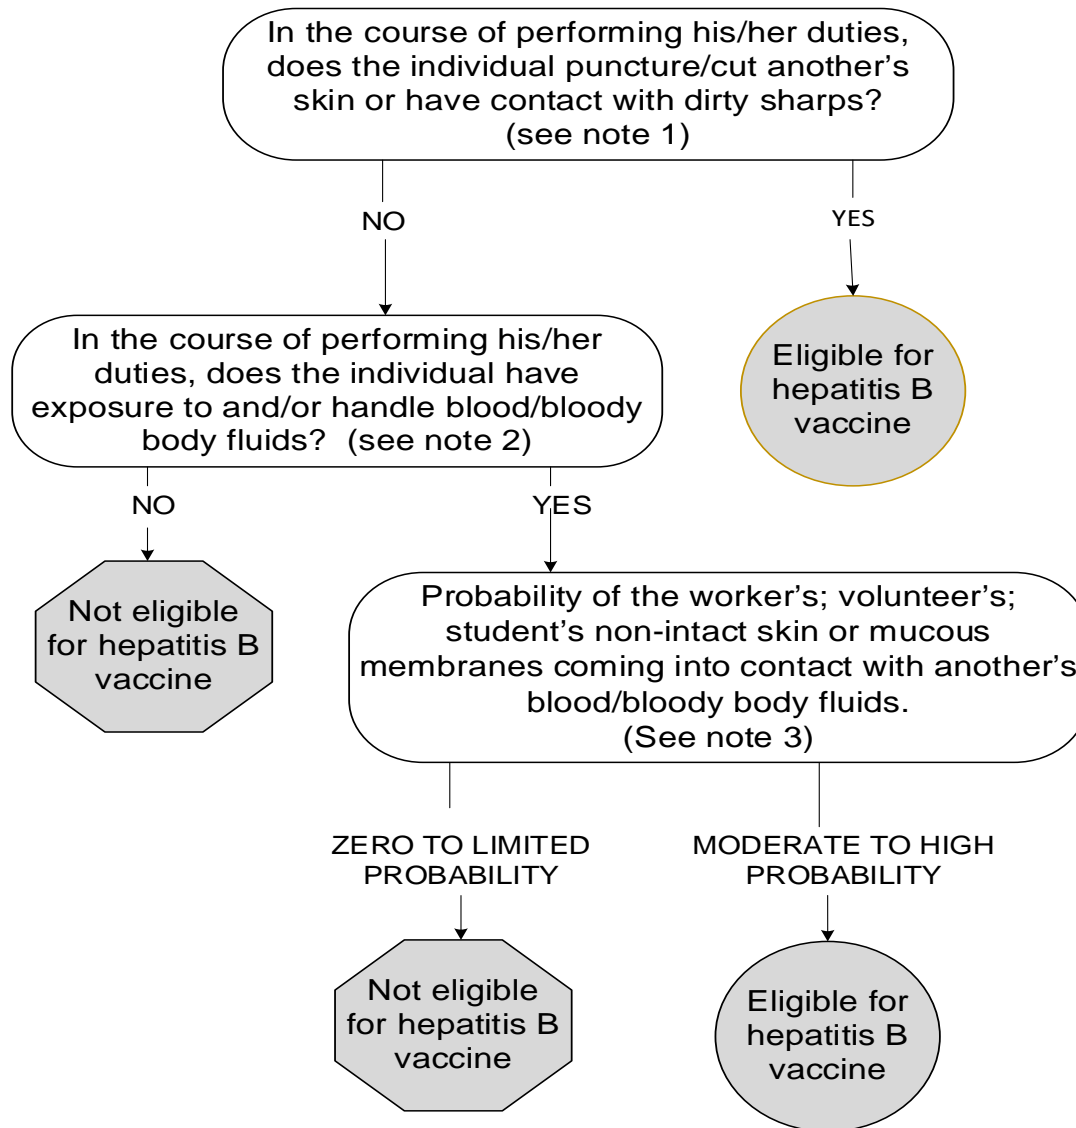 In the course of performing his/her duties,
does the individual puncture/cut another's
skin or have contact with dirty sharps?
(see note 1)
NO
YES
In the course of performing his/her
duties, does the individual have
exposure to and/or handle blood/bloody
body fluids?  (see note 2)
Eligible for
hepatitis B
vaccine
NO
YES
Not eligible
for hepatitis B
vaccine
Probability of the worker's; volunteer's;
student's non-intact skin or mucous
membranes coming into contact with another's
blood/bloody body fluids.
(See note 3)
ZERO TO LIMITED
PROBABILITY
MODERATE TO HIGH
PROBABILITY
Not eligible
for hepatitis B
vaccine
Eligible for
hepatitis B
vaccine